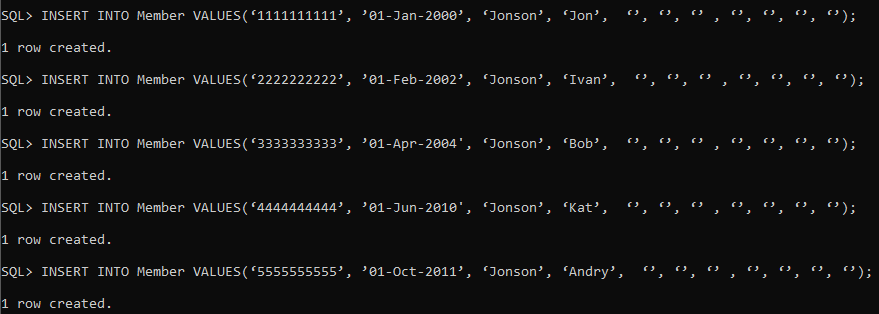 SQL> INSERT INTO Member VALUES(‘1111111111’, ’01-Jan-2000’, ‘Jonson’, ‘Jon’,  ‘’, ‘’, ‘’ , ‘’, ‘’, ‘’, ‘’);
1 row created.
SQL> INSERT INTO Member VALUES(‘2222222222’, ’01-Feb-2002’, ‘Jonson’, ‘Ivan’,  ‘’, ‘’, ‘’ , ‘’, ‘’, ‘’, ‘’);
1 row created.
SQL> INSERT INTO Member VALUES(‘3333333333’, ’01-Apr-2004', ‘Jonson’, ‘Bob’,  ‘’, ‘’, ‘’ , ‘’, ‘’, ‘’, ‘’);
1 row created.
SQL> INSERT INTO Member VALUES(‘4444444444’, ’01-Jun-2010', ‘Jonson’, ‘Kat’,  ‘’, ‘’, ‘’ , ‘’, ‘’, ‘’, ‘’);
1 row created.
SQL> INSERT INTO Member VALUES(‘5555555555’, ’01-Oct-2011’, ‘Jonson’, ‘Andry’,  ‘’, ‘’, ‘’ , ‘’, ‘’, ‘’, ‘’);
1 row created.